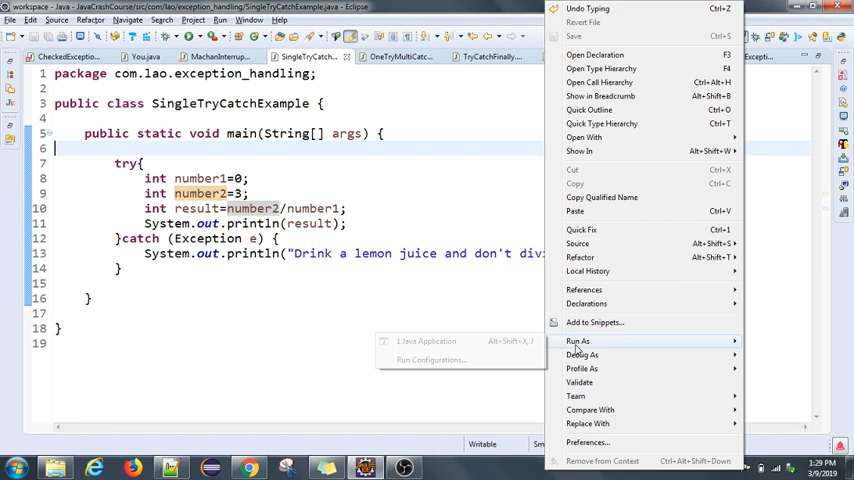 workspace - Java - JavaCrashCourse/src/com/lao/exception_handling/SingleTryCatchExample.java - Eclipse
File Edit Source Refactor Navigate Search Project Run Window Help
CheckedException
You.java
MachanInterrup...
SingleTryCatch...
OneTryMultiCatc...
TryCatchFinally...
Exception...
1 package com.lao.exception_handling;
2
3 public class SingleTryCatchExample {
4
5 public static void main(String[] args) {
6
7 try{
8 int number1=0;
9 int number2=3;
10 int result=number2/number1;
11 System.out.println(result);
12 }catch (Exception e) {
13 System.out.println("Drink a lemon juice and don't divi
14 }
15
16 }
17
18 }
19
Undo Typing Ctrl+Z
Revert File
Save Ctrl+S
Open Declaration F3
Open Type Hierarchy F4
Open Call Hierarchy Ctrl+Alt+H
Show in Breadcrumb Alt+Shift+B
Quick Outline Ctrl+O
Quick Type Hierarchy Ctrl+T
Open With
Show In Alt+Shift+W
Cut Ctrl+X
Copy Ctrl+C
Copy Qualified Name
Paste Ctrl+V
Quick Fix Ctrl+1
Source Alt+Shift+S
Refactor Alt+Shift+T
Local History
References
Declarations
Add to Snippets...
Run As
Debug As
Profile As
Validate
Team
Compare With
Replace With
Preferences...
Remove from Context Ctrl+Alt+Shift+Down
1 Java Application Alt+Shift+X, J
Run Configurations...
Writable
1:29 PM
3/9/2019